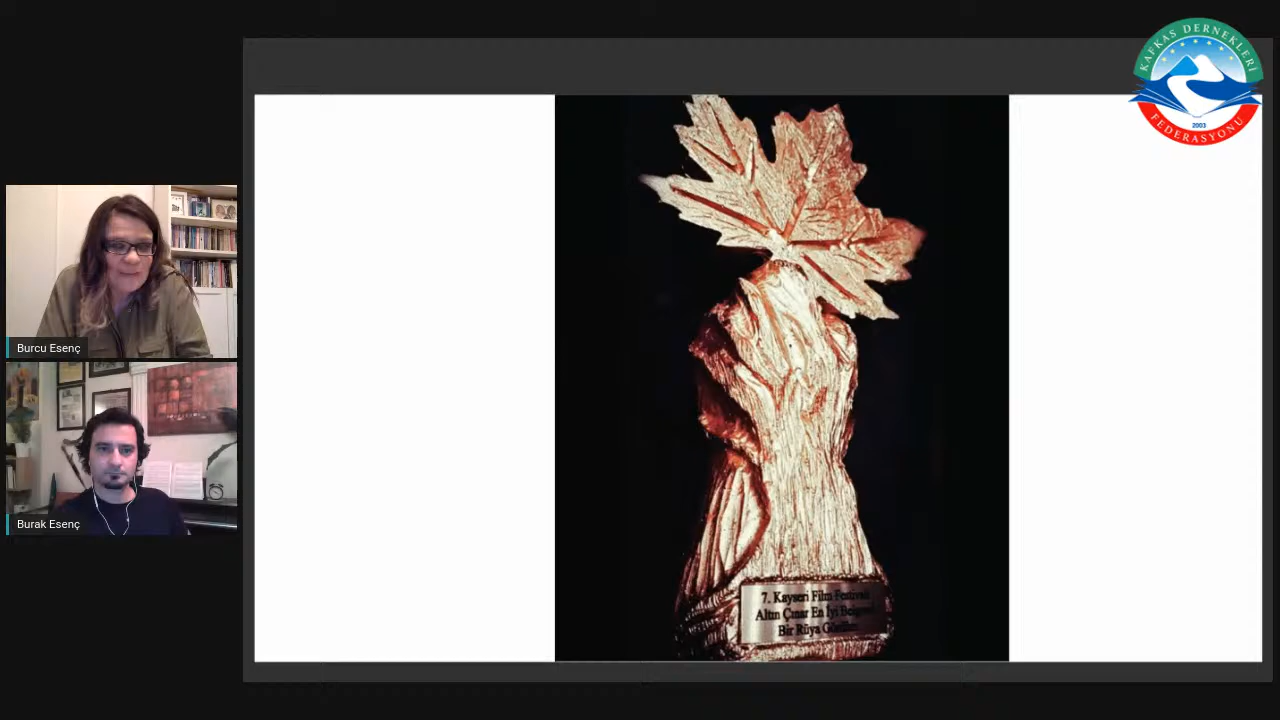 KAFKAS DERNEKLERİ
2003
FEDERASYONU
Burcu Esenç
Burak Esenç
7. Kayseri Film Festivali
Altın Çınar En İyi Belgesel
Bir Rüya